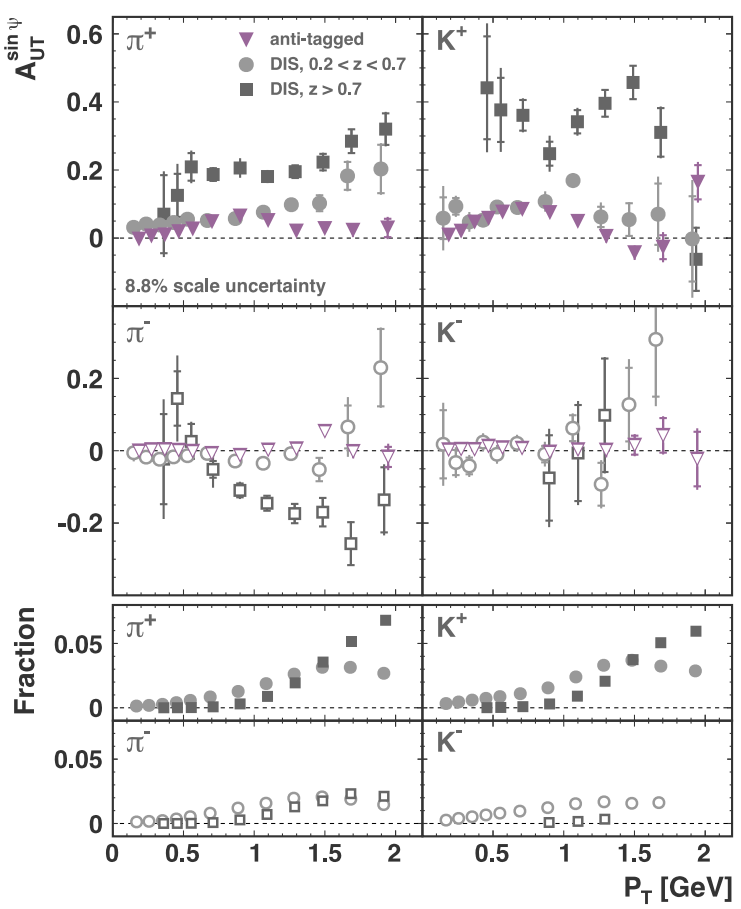 A_UT^{sin ψ}
0.6
0.4
0.2
0
π⁺
anti-tagged
DIS, 0.2 < z < 0.7
DIS, z > 0.7
8.8% scale uncertainty
K⁺
0.2
0
-0.2
π⁻
K⁻
Fraction
0.05
0
π⁺
K⁺
0.05
0
π⁻
K⁻
0 0.5 1 1.5 2 0.5 1 1.5 2
P_T [GeV]